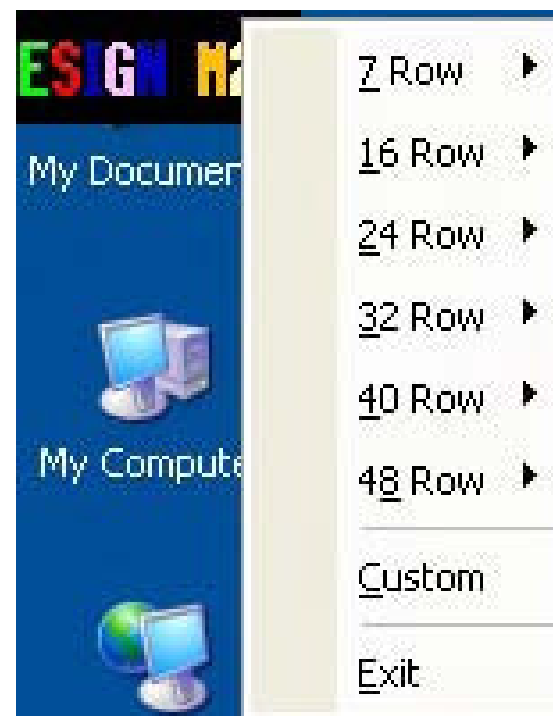 ESIGN
My Documen
My Compute
7 Row
16 Row
24 Row
32 Row
40 Row
48 Row
Custom
Exit